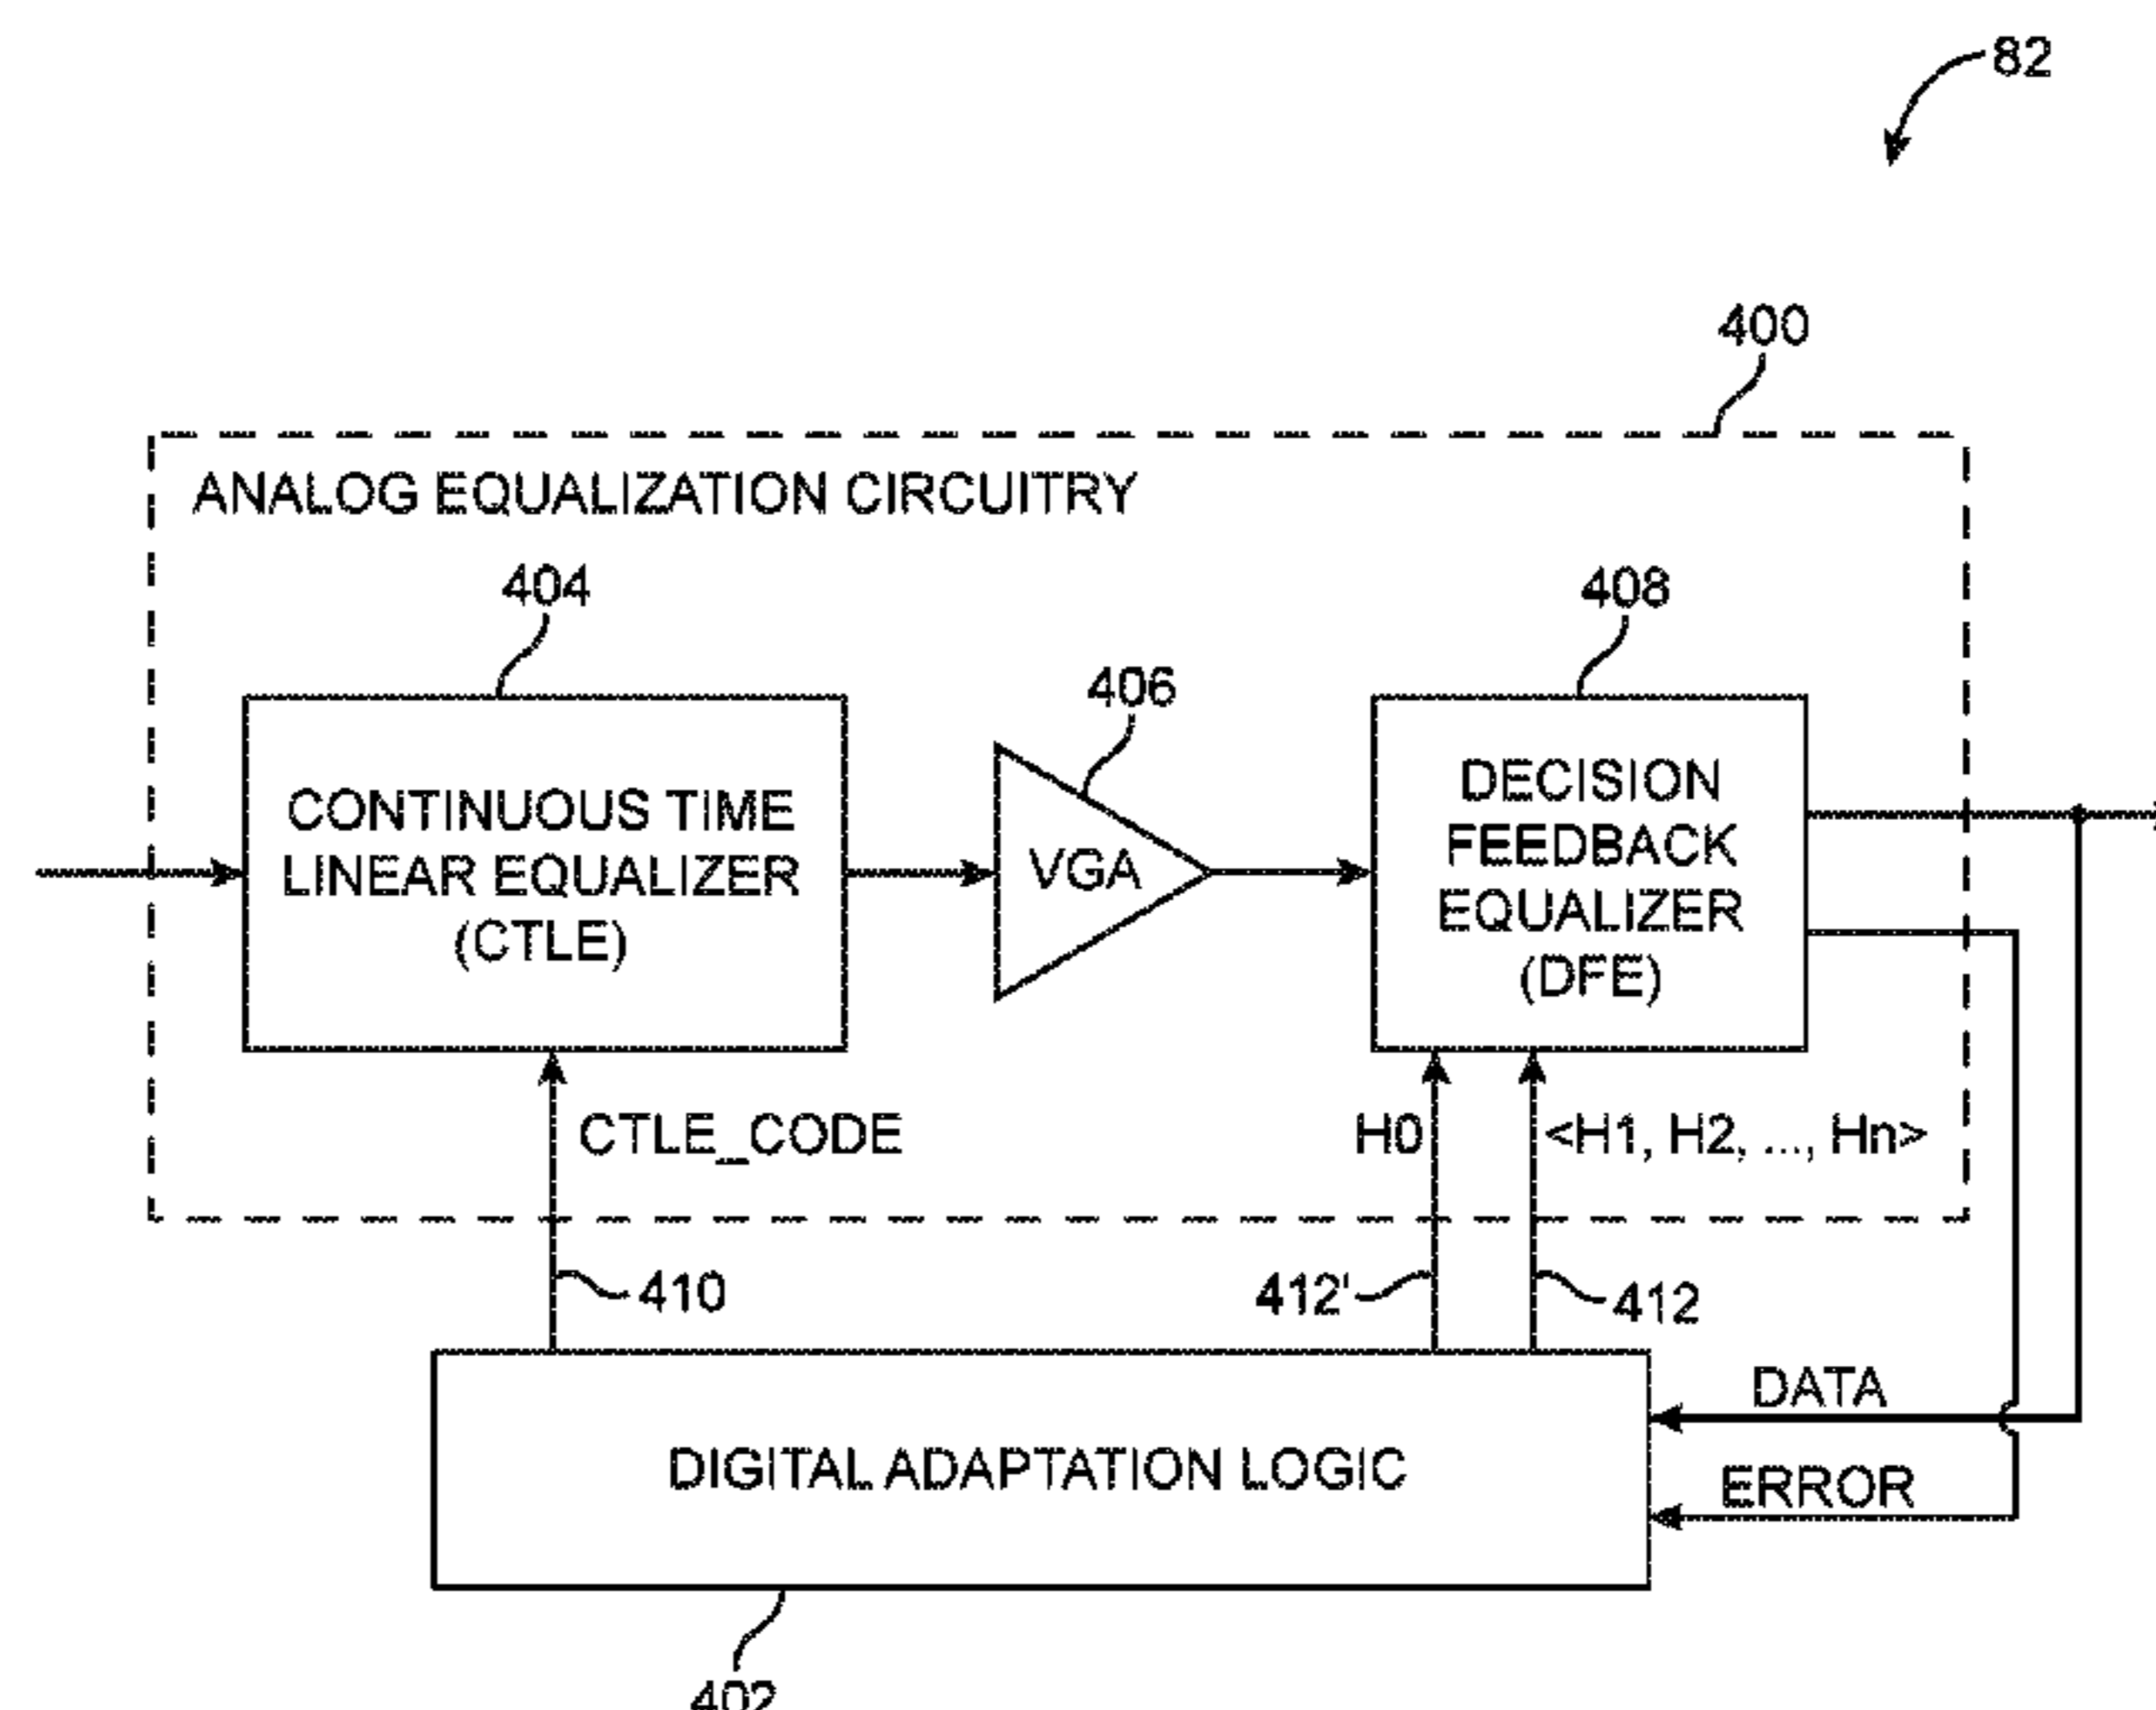 82
400
ANALOG EQUALIZATION CIRCUITRY
404
408
406
CONTINUOUS TIME
LINEAR EQUALIZER
(CTLE)
VGA
DECISION
FEEDBACK
EQUALIZER
(DFE)
CTLE_CODE
H0
<H1, H2, ..., Hn>
410
412'
412
DATA
DIGITAL ADAPTATION LOGIC
ERROR
402